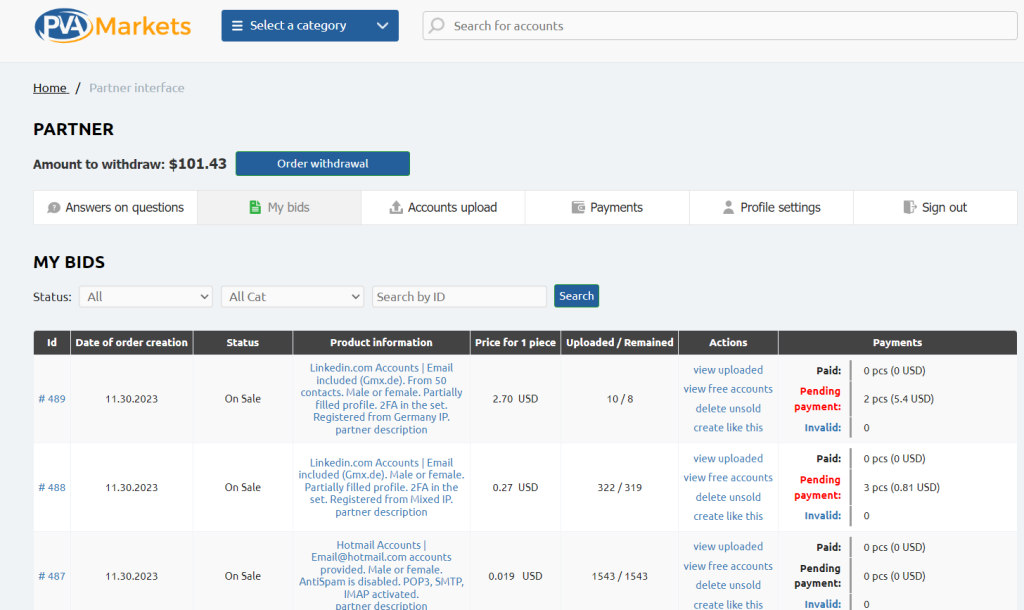 PVA Markets
Select a category
Search for accounts
Home / Partner interface
PARTNER
Amount to withdraw: $101.43
Order withdrawal
Answers on questions
My bids
Accounts upload
Payments
Profile settings
Sign out
MY BIDS
Status:
All
All Cat
Search by ID
Search
Id
Date of order creation
Status
Product information
Price for 1 piece
Uploaded / Remained
Actions
Payments
# 489
11.30.2023
On Sale
Linkedin.com Accounts | Email
included (Gmx.de). From 50
contacts. Male or female. Partially
filled profile. 2FA in the set.
Registered from Germany IP.
partner description
2.70 USD
10 / 8
view uploaded
view free accounts
delete unsold
create like this
Paid: 0 pcs (0 USD)
Pending
payment: 2 pcs (5.4 USD)
Invalid: 0
# 488
11.30.2023
On Sale
Linkedin.com Accounts | Email
included (Gmx.de). Male or female.
Partially filled profile. 2FA in the
set. Registered from Mixed IP.
partner description
0.27 USD
322 / 319
view uploaded
view free accounts
delete unsold
create like this
Paid: 0 pcs (0 USD)
Pending
payment: 3 pcs (0.81 USD)
Invalid: 0
# 487
11.30.2023
On Sale
Hotmail Accounts |
Email@hotmail.com accounts
provided. Male or female.
AntiSpam is disabled. POP3, SMTP,
IMAP activated.
partner description
0.019 USD
1543 / 1543
view uploaded
view free accounts
delete unsold
create like this
Paid: 0 pcs (0 USD)
Pending
payment: 0 pcs (0 USD)
Invalid: 0